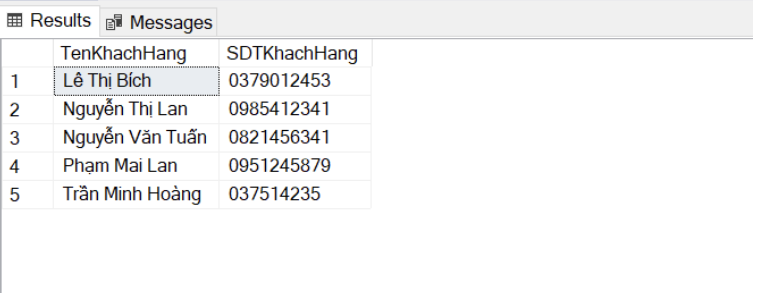 Results Messages
TenKhachHang SDTKhachHang
1 Lê Thị Bích 0379012453
2 Nguyễn Thị Lan 0985412341
3 Nguyễn Văn Tuấn 0821456341
4 Phạm Mai Lan 0951245879
5 Trần Minh Hoàng 037514235